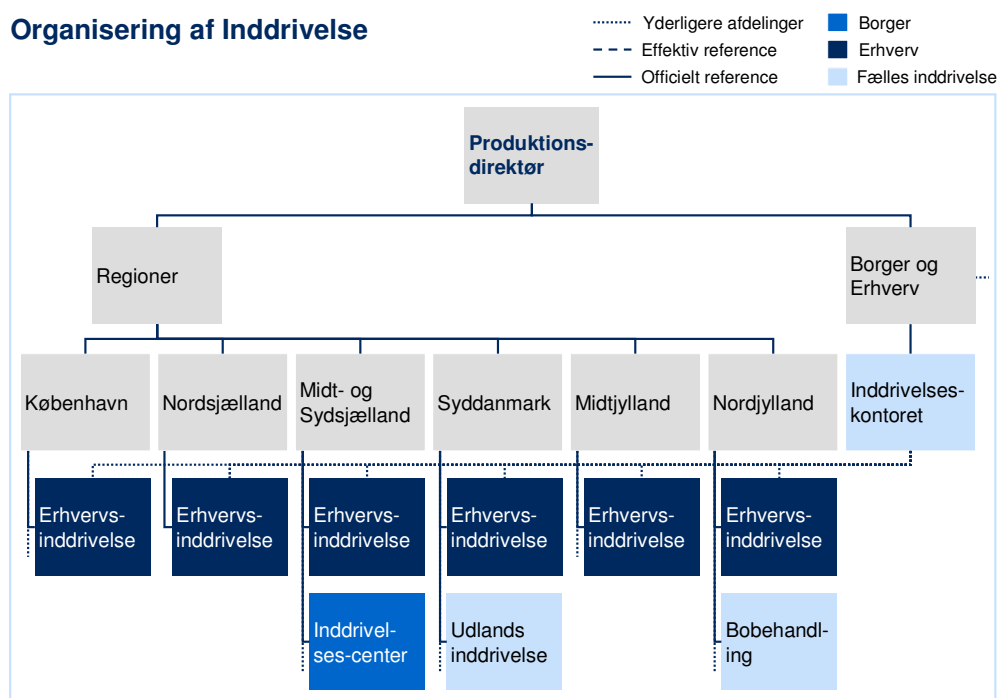 Organisering af Inddrivelse
Yderligere afdelinger
Effektiv reference
Officielt reference
Borger
Erhverv
Fælles inddrivelse
Produktions-
direktør
Regioner
Borger og
Erhverv
København
Nordsjælland
Midt- og
Sydsjælland
Syddanmark
Midtjylland
Nordjylland
Inddrivelses-
kontoret
Erhvervs-
inddrivelse
Erhvervs-
inddrivelse
Erhvervs-
inddrivelse
Erhvervs-
inddrivelse
Erhvervs-
inddrivelse
Erhvervs-
inddrivelse
Inddrivel-
ses-center
Udlands
inddrivelse
Bobehandl-
ing